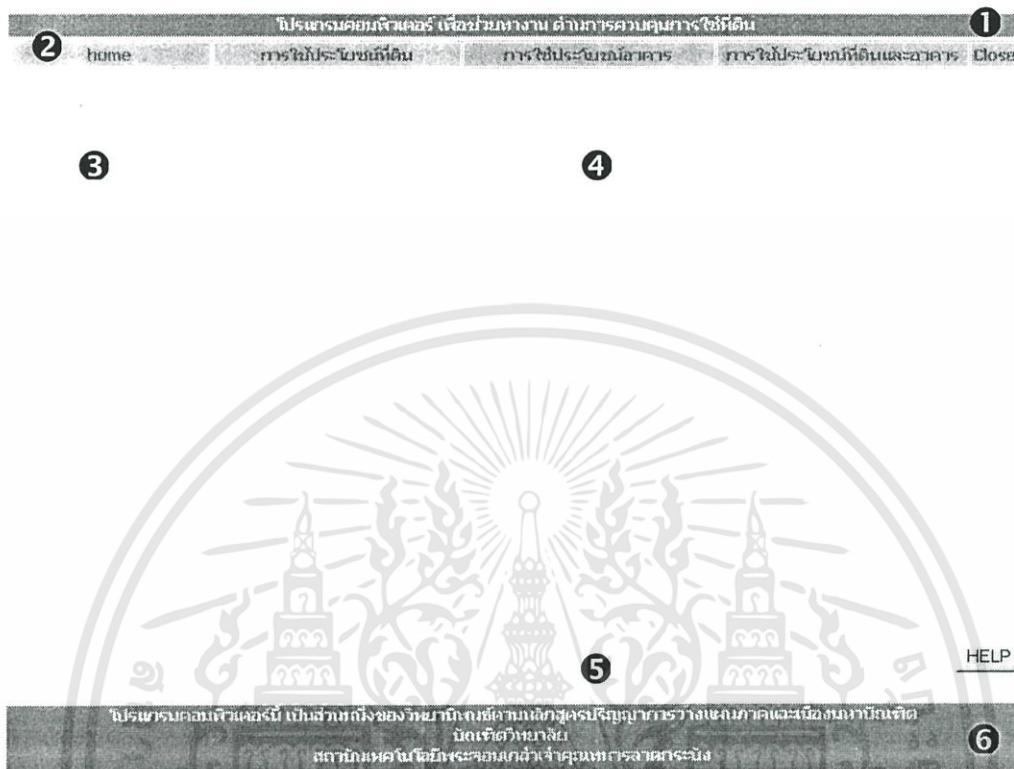 โปรแกรมคอมพิวเตอร์ เพื่อช่วยทางาน ด้านการควบคุมการใช้ที่ดิน ❶
❷ home การใช้ประโยชน์ที่ดิน การใช้ประโยชน์อาคาร การใช้ประโยชน์ที่ดินและอาคาร Close
❸ ❹
❺ HELP
โปรแกรมคอมพิวเตอร์นี้ เป็นส่วนหนึ่งของวิทยานิพนธ์ตามหลักสูตรปริญญาการวางแผนภาคและเมืองมหาบัณฑิต
บัณฑิตวิทยาลัย ❻
สถาบันเทคโนโลยีพระจอมเกล้าเจ้าคุณทหารลาดกระบัง